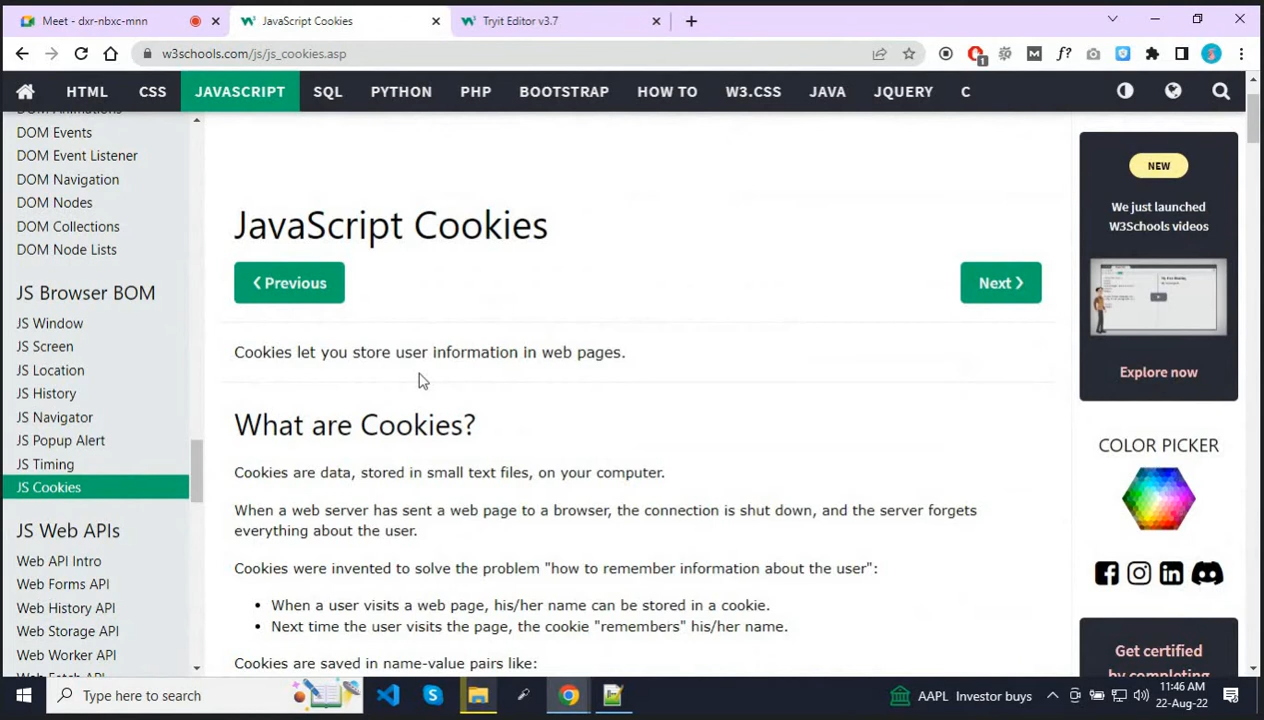 Meet - dxr-nbxc-mnn
JavaScript Cookies
Tryit Editor v3.7
w3schools.com/js/js_cookies.asp
1
HTML
CSS
JAVASCRIPT
SQL
PYTHON
PHP
BOOTSTRAP
HOW TO
W3.CSS
JAVA
JQUERY
C
DOM Animations
DOM Events
DOM Event Listener
DOM Navigation
DOM Nodes
DOM Collections
DOM Node Lists
JS Browser BOM
JS Window
JS Screen
JS Location
JS History
JS Navigator
JS Popup Alert
JS Timing
JS Cookies
JS Web APIs
Web API Intro
Web Forms API
Web History API
Web Storage API
Web Worker API
Web Fetch API
JavaScript Cookies
❮ Previous
Next ❯
Cookies let you store user information in web pages.
What are Cookies?
Cookies are data, stored in small text files, on your computer.
When a web server has sent a web page to a browser, the connection is shut down, and the server forgets
everything about the user.
Cookies were invented to solve the problem "how to remember information about the user":
• When a user visits a web page, his/her name can be stored in a cookie.
• Next time the user visits the page, the cookie "remembers" his/her name.
Cookies are saved in name-value pairs like:
NEW
We just launched
W3Schools videos
Explore now
COLOR PICKER
Get certified
by completing
Type here to search
AAPL Investor buys
11:46 AM
22-Aug-22